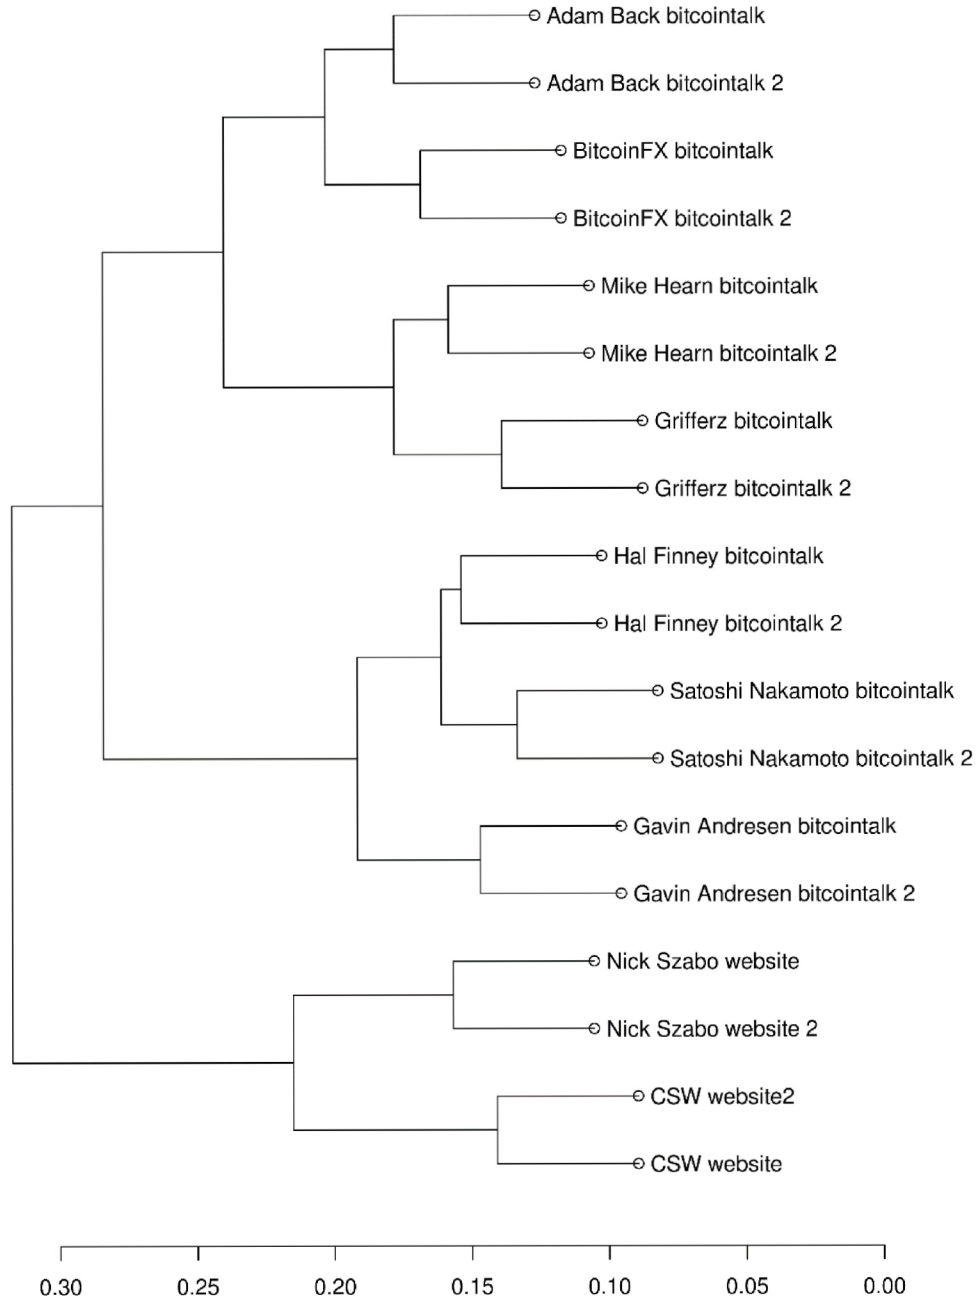 Adam Back bitcointalk
Adam Back bitcointalk 2
BitcoinFX bitcointalk
BitcoinFX bitcointalk 2
Mike Hearn bitcointalk
Mike Hearn bitcointalk 2
Grifferz bitcointalk
Grifferz bitcointalk 2
Hal Finney bitcointalk
Hal Finney bitcointalk 2
Satoshi Nakamoto bitcointalk
Satoshi Nakamoto bitcointalk 2
Gavin Andresen bitcointalk
Gavin Andresen bitcointalk 2
Nick Szabo website
Nick Szabo website 2
CSW website2
CSW website
0.30 0.25 0.20 0.15 0.10 0.05 0.00